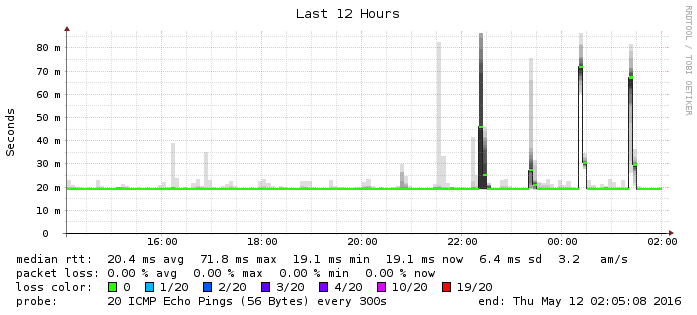 Last 12 Hours
RRDTOOL / TOBI OETIKER
Seconds
80 m
70 m
60 m
50 m
40 m
30 m
20 m
10 m
0
16:00 18:00 20:00 22:00 00:00 02:00
median rtt: 20.4 ms avg 71.8 ms max 19.1 ms min 19.1 ms now 6.4 ms sd 3.2 am/s
packet loss: 0.00 % avg 0.00 % max 0.00 % min 0.00 % now
loss color: 0 1/20 2/20 3/20 4/20 10/20 19/20
probe: 20 ICMP Echo Pings (56 Bytes) every 300s end: Thu May 12 02:05:08 2016